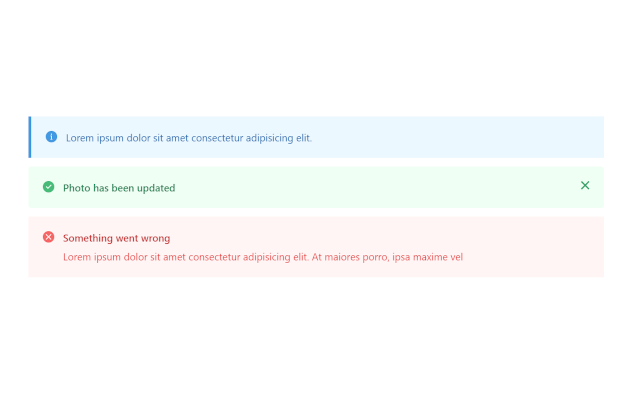 Lorem ipsum dolor sit amet consectetur adipisicing elit.
Photo has been updated
Something went wrong
Lorem ipsum dolor sit amet consectetur adipisicing elit. At maiores porro, ipsa maxime vel